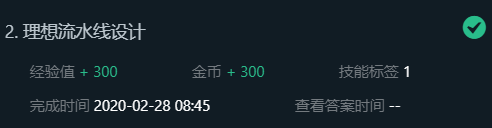 2. 理想流水线设计
经验值 + 300 金币 + 300 技能标签 1
完成时间 2020-02-28 08:45 查看答案时间 --